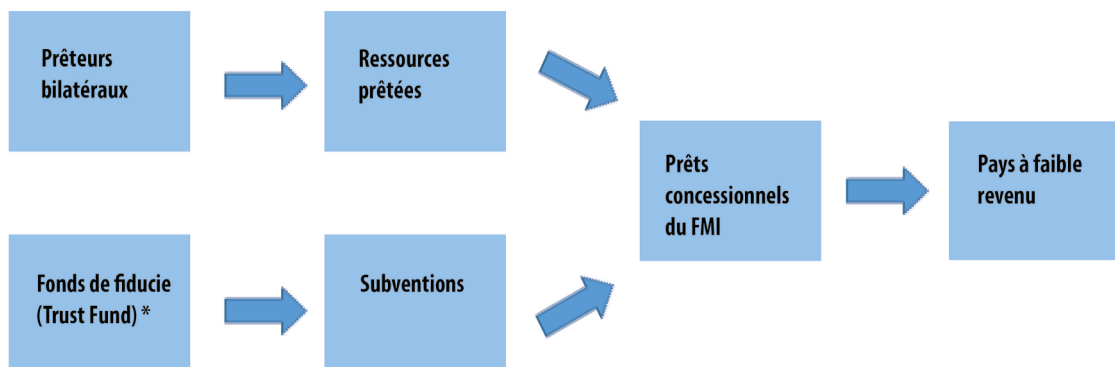 Prêteurs
bilatéraux
Ressources
prêtées
Prêts
concessionnels
du FMI
Pays à faible
revenu
Fonds de fiducie
(Trust Fund) *
Subventions